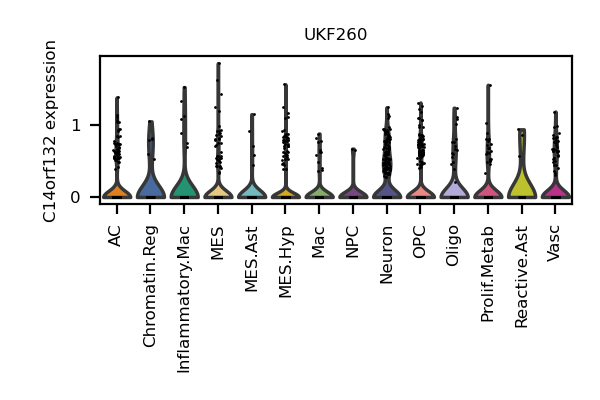 UKF260
C14orf132 expression
1
0
AC
Chromatin.Reg
Inflammatory.Mac
MES
MES.Ast
MES.Hyp
Mac
NPC
Neuron
OPC
Oligo
Prolif.Metab
Reactive.Ast
Vasc